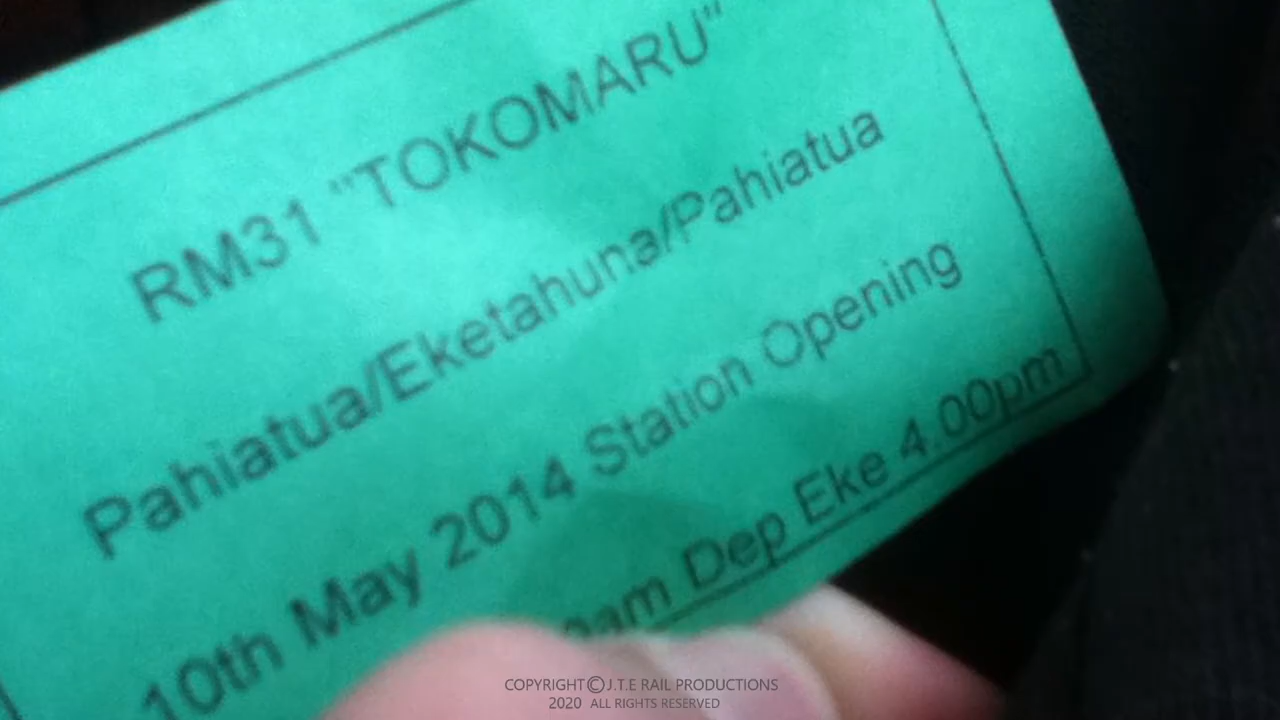 RM31 "TOKOMARU"
Pahiatua/Eketahuna/Pahiatua
10th May 2014 Station Opening
Dep Eke 4.00pm
COPYRIGHT © J.T.E RAIL PRODUCTIONS
2020 ALL RIGHTS RESERVED